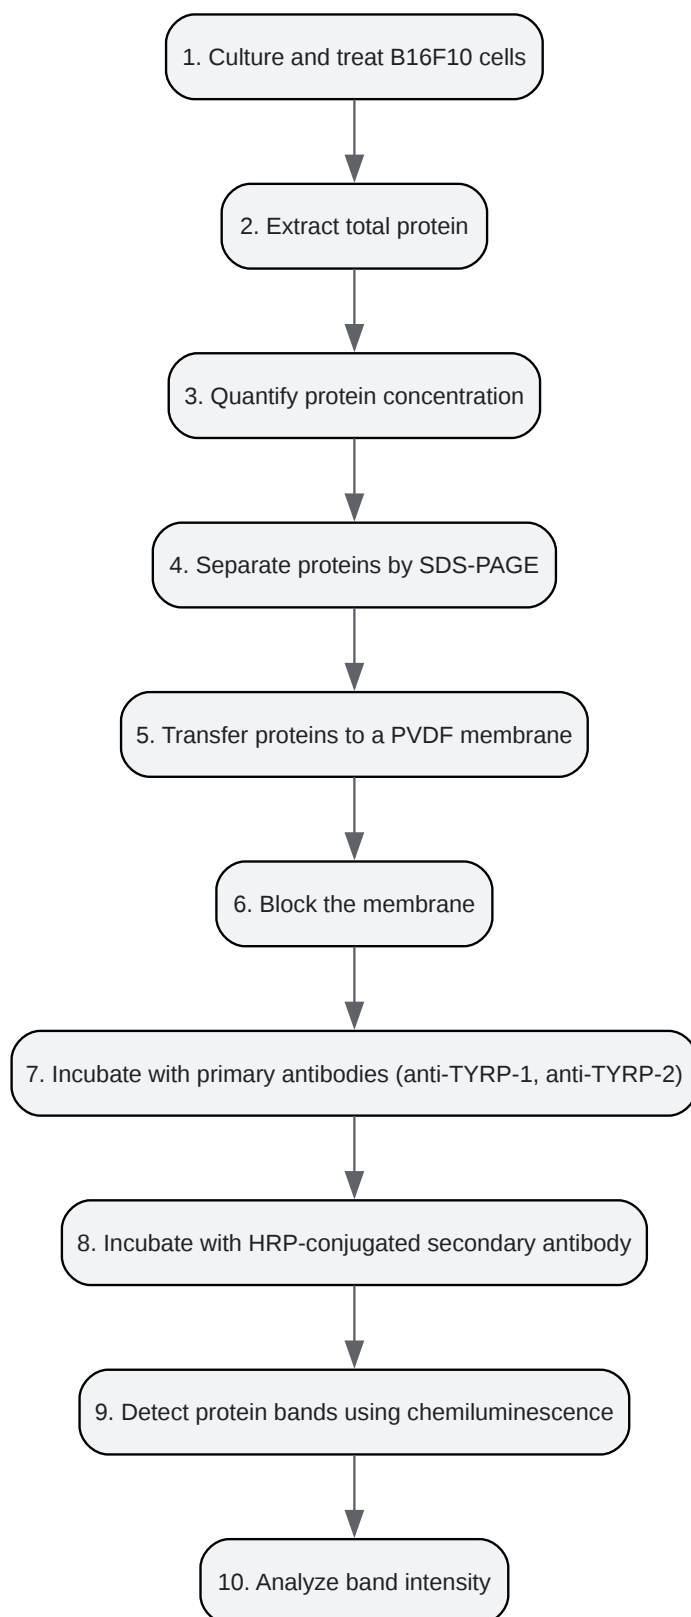 1. Culture and treat B16F10 cells
2. Extract total protein
3. Quantify protein concentration
4. Separate proteins by SDS-PAGE
5. Transfer proteins to a PVDF membrane
6. Block the membrane
7. Incubate with primary antibodies (anti-TYRP-1, anti-TYRP-2)
8. Incubate with HRP-conjugated secondary antibody
9. Detect protein bands using chemiluminescence
10. Analyze band intensity